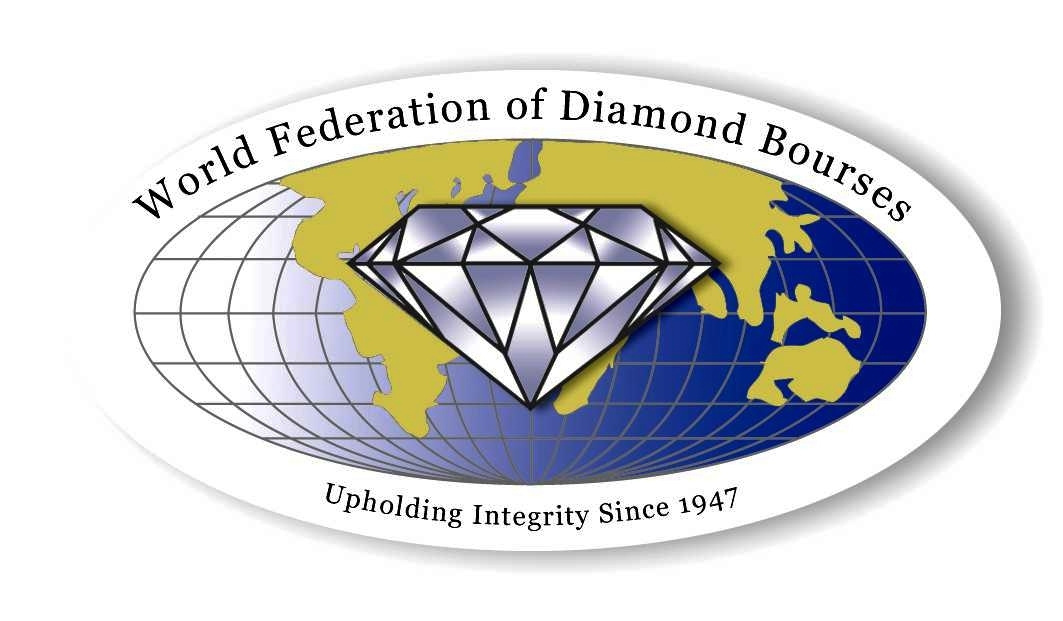 World Federation of Diamond Bourses
Upholding Integrity Since 1947